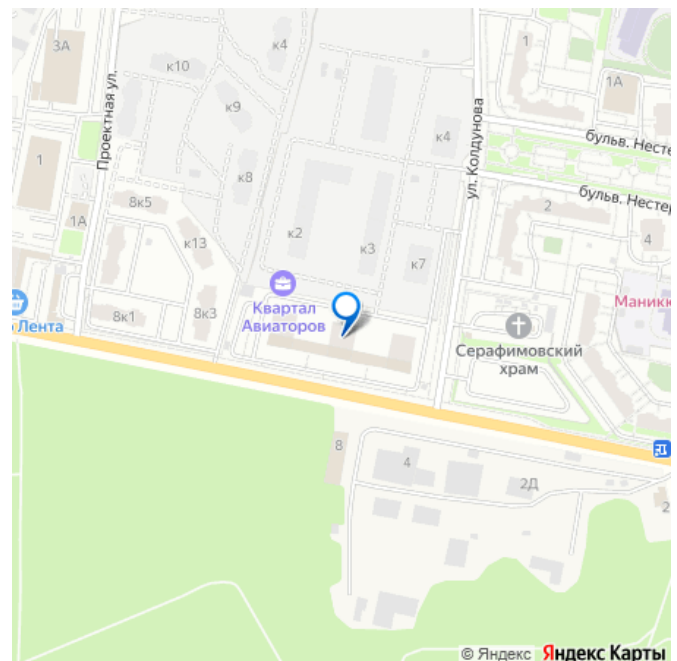 3А
к4
1
1А
к10
бульв. Несте
Проектная ул.
к9
ул. Колдунова
к4
1
к8
бульв. Нестер
8к5
2
1А
к2
4
к13
к3
к7
Маникю
Квартал
Авиаторов
Лента
8к1
8к3
Серафимовский
храм
8
4
2Д
2
© Яндекс Яндекс Карты